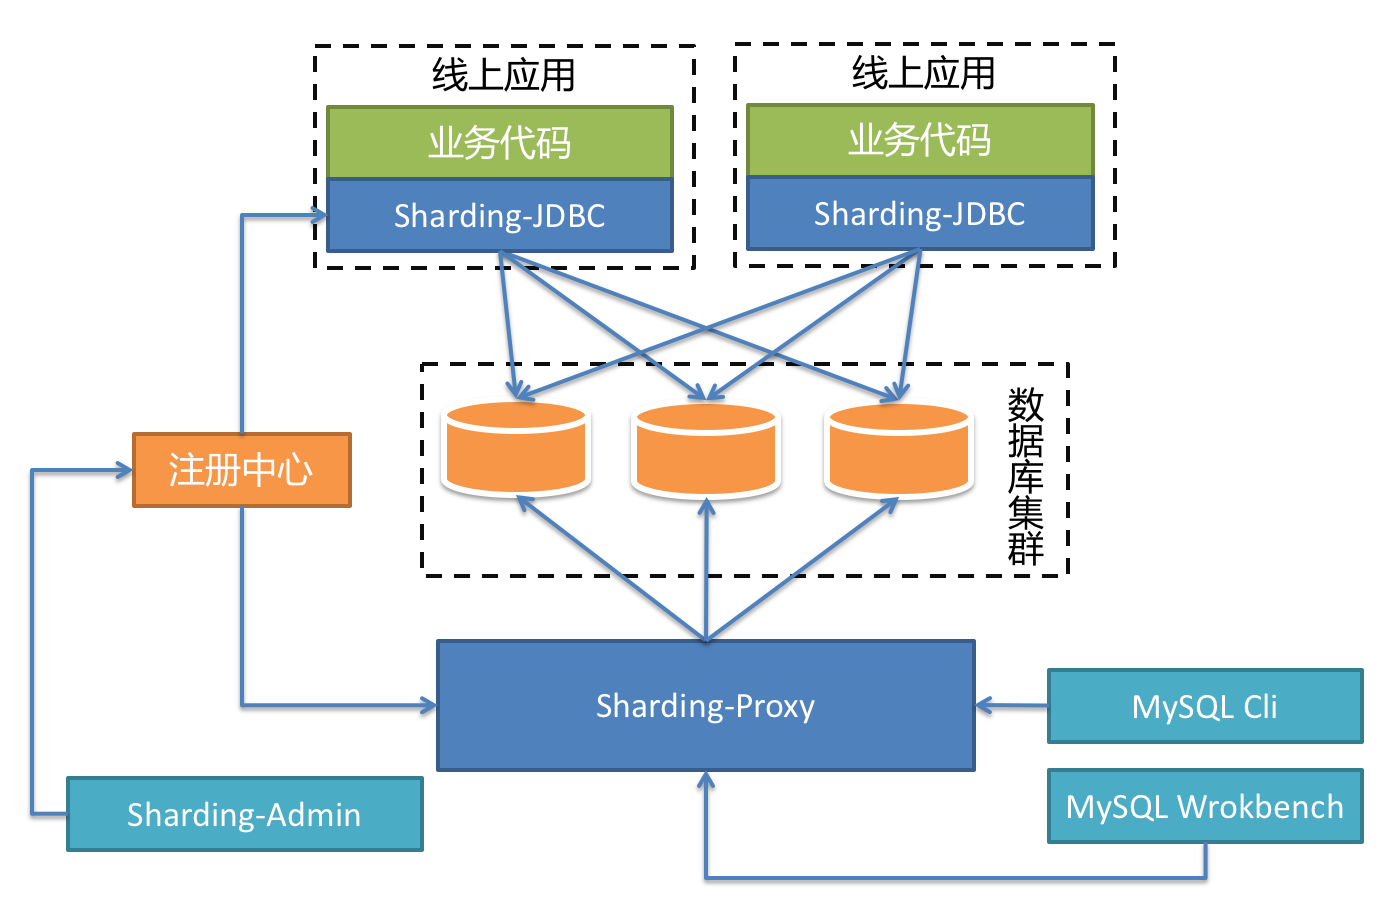 线上应用
业务代码
Sharding-JDBC
线上应用
业务代码
Sharding-JDBC
数据库集群
注册中心
Sharding-Proxy
MySQL Cli
MySQL Wrokbench
Sharding-Admin